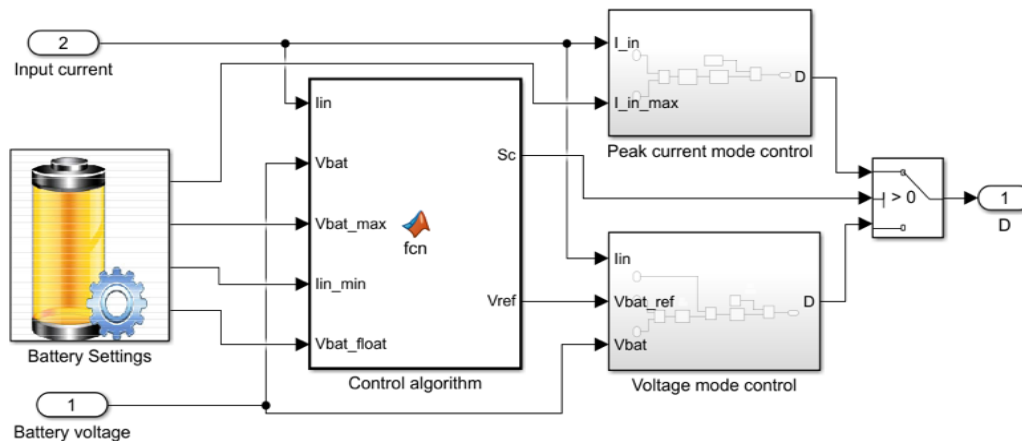 2
Input current
I_in
I_in_max
D
Peak current mode control
Iin
Vbat
Vbat_max
Iin_min
Vbat_float
fcn
Sc
Vref
Control algorithm
Battery Settings
> 0
1
D
Iin
Vbat_ref
Vbat
D
Voltage mode control
1
Battery voltage